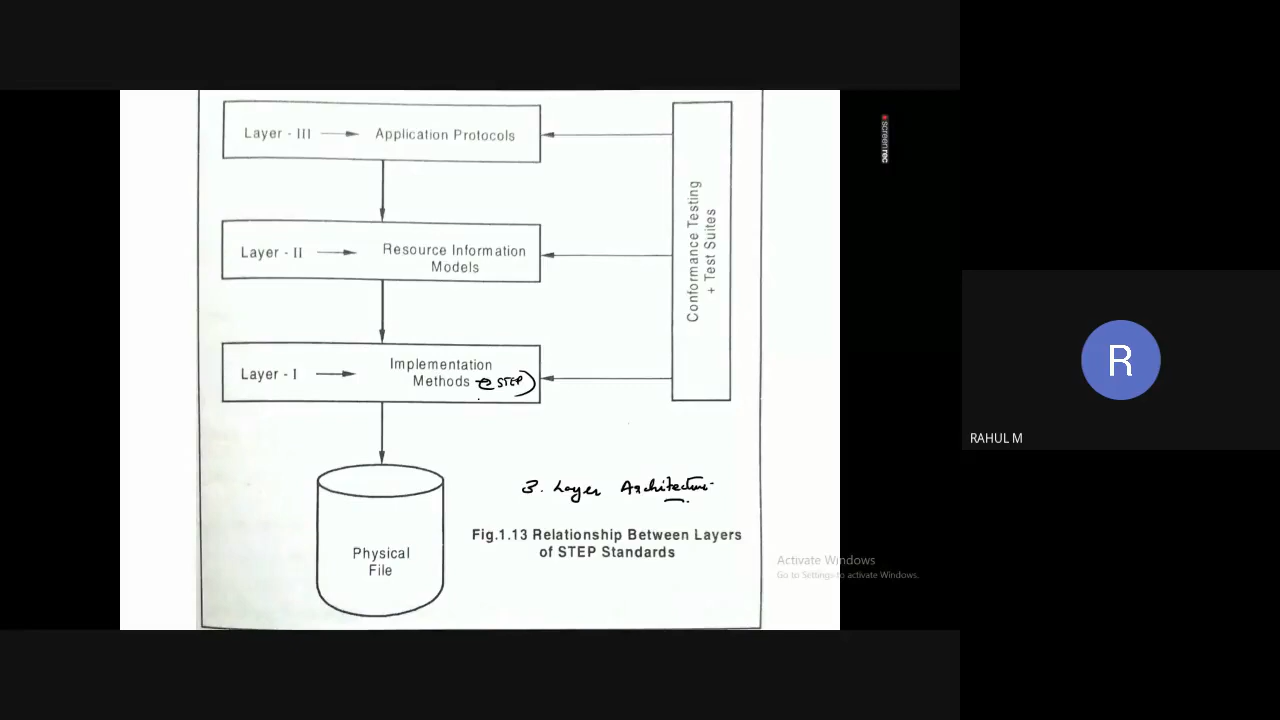 Layer - III Application Protocols
Layer - II Resource Information
Models
Layer - I Implementation
Methods STEP)
Conformance Testing
+ Test Suites
Physical
File
3. Layer Architecture
Fig.1.13 Relationship Between Layers
of STEP Standards
screenrec
Activate Windows
Go to Settings to activate Windows.
R
RAHUL M